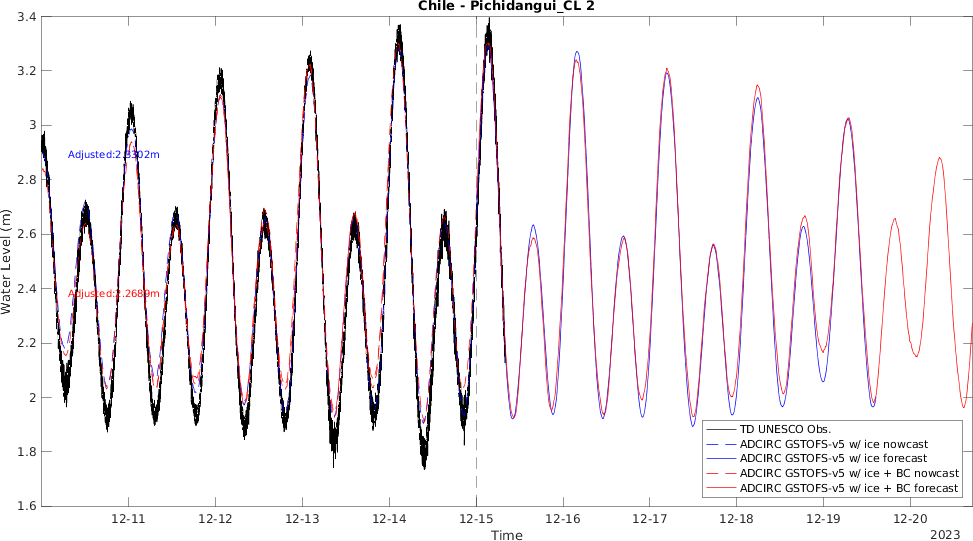 Chile - Pichidangui_CL 2
3.4
3.2
3
2.8
2.6
2.4
2.2
2
1.8
1.6
Water Level (m)
Adjusted:2.3302m
Adjusted:2.2689m
TD UNESCO Obs.
ADCIRC GSTOFS-v5 w/ ice nowcast
ADCIRC GSTOFS-v5 w/ ice forecast
ADCIRC GSTOFS-v5 w/ ice + BC nowcast
ADCIRC GSTOFS-v5 w/ ice + BC forecast
12-11 12-12 12-13 12-14 12-15 12-16 12-17 12-18 12-19 12-20
Time
2023